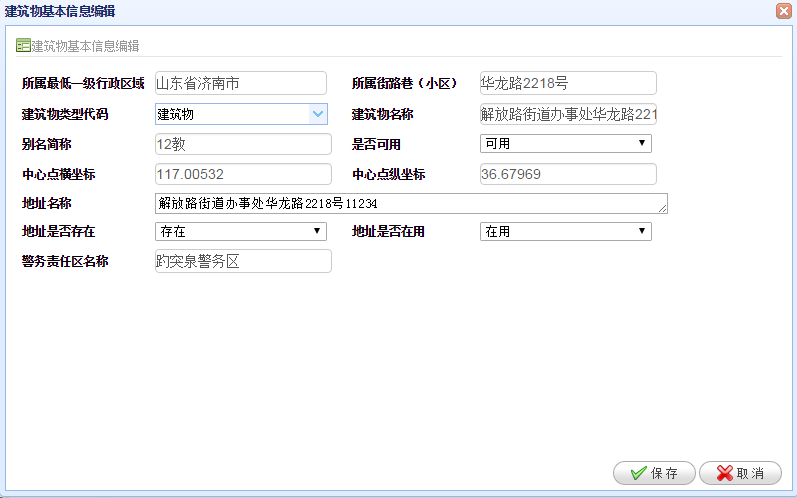 建筑物基本信息编辑
建筑物基本信息编辑
所属最低一级行政区域 山东省济南市 所属街路巷（小区） 华龙路2218号
建筑物类型代码 建筑物 建筑物名称 解放路街道办事处华龙路221
别名简称 12教 是否可用 可用
中心点横坐标 117.00532 中心点纵坐标 36.67969
地址名称 解放路街道办事处华龙路2218号11234
地址是否存在 存在 地址是否在用 在用
警务责任区名称 趵突泉警务区
保存 取消